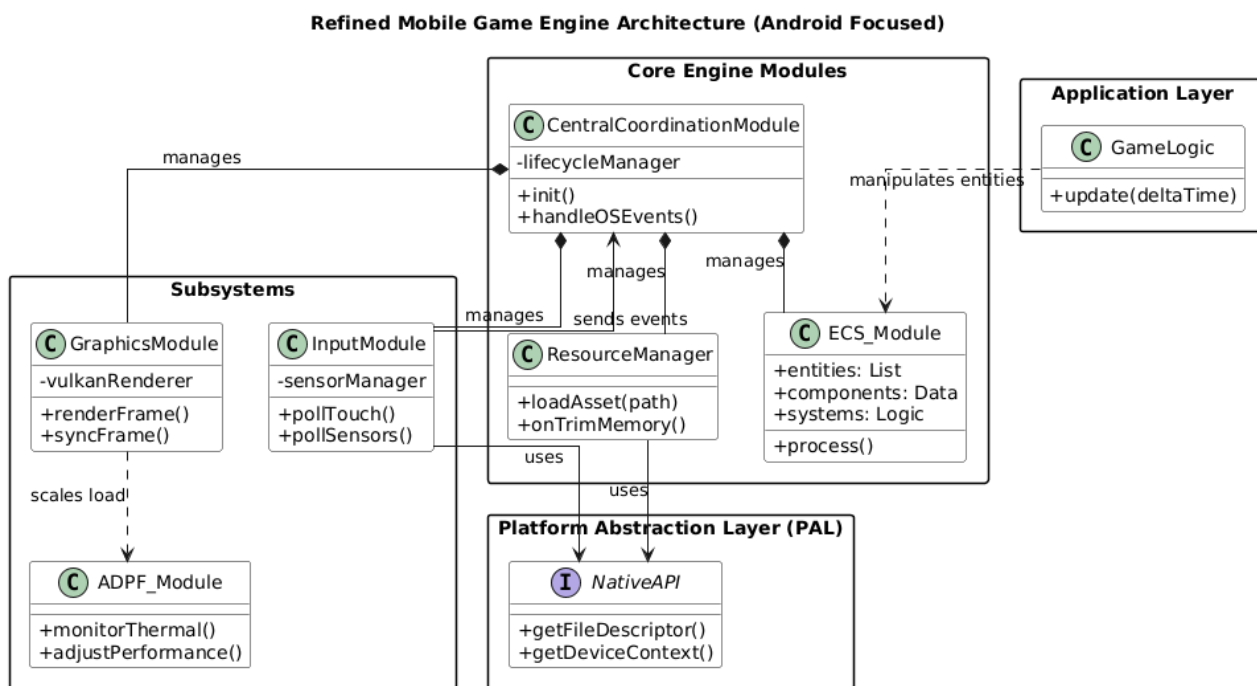 Refined Mobile Game Engine Architecture (Android Focused)
Core Engine Modules
C CentralCoordinationModule
-lifecycleManager
+init()
+handleOSEvents()
Application Layer
C GameLogic
+update(deltaTime)
manages
manipulates entities
manages
manages
manages
sends events
Subsystems
C GraphicsModule
-vulkanRenderer
+renderFrame()
+syncFrame()
C InputModule
-sensorManager
+pollTouch()
+pollSensors()
C ResourceManager
+loadAsset(path)
+onTrimMemory()
C ECS_Module
+entities: List
+components: Data
+systems: Logic
+process()
uses
uses
scales load
C ADPF_Module
+monitorThermal()
+adjustPerformance()
Platform Abstraction Layer (PAL)
I NativeAPI
+getFileDescriptor()
+getDeviceContext()